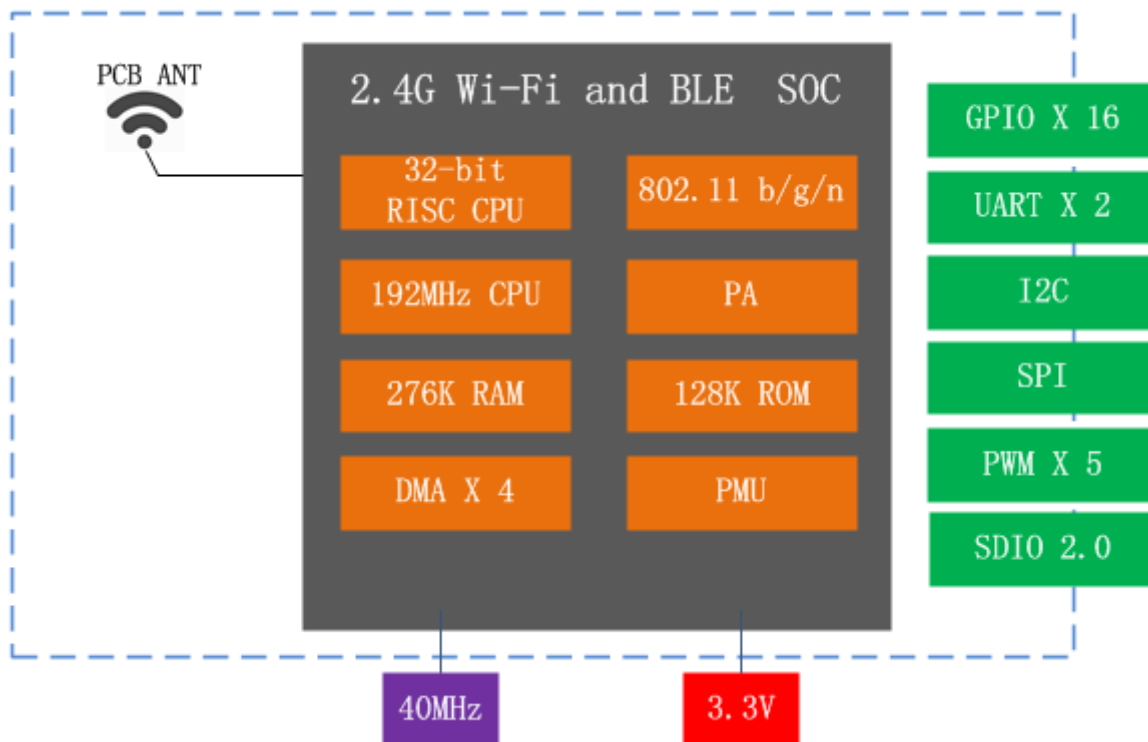 PCB ANT
2.4G Wi-Fi and BLE SOC
32-bit
RISC CPU
802.11 b/g/n
192MHz CPU
PA
276K RAM
128K ROM
DMA X 4
PMU
GPIO X 16
UART X 2
I2C
SPI
PWM X 5
SDIO 2.0
40MHz
3.3V